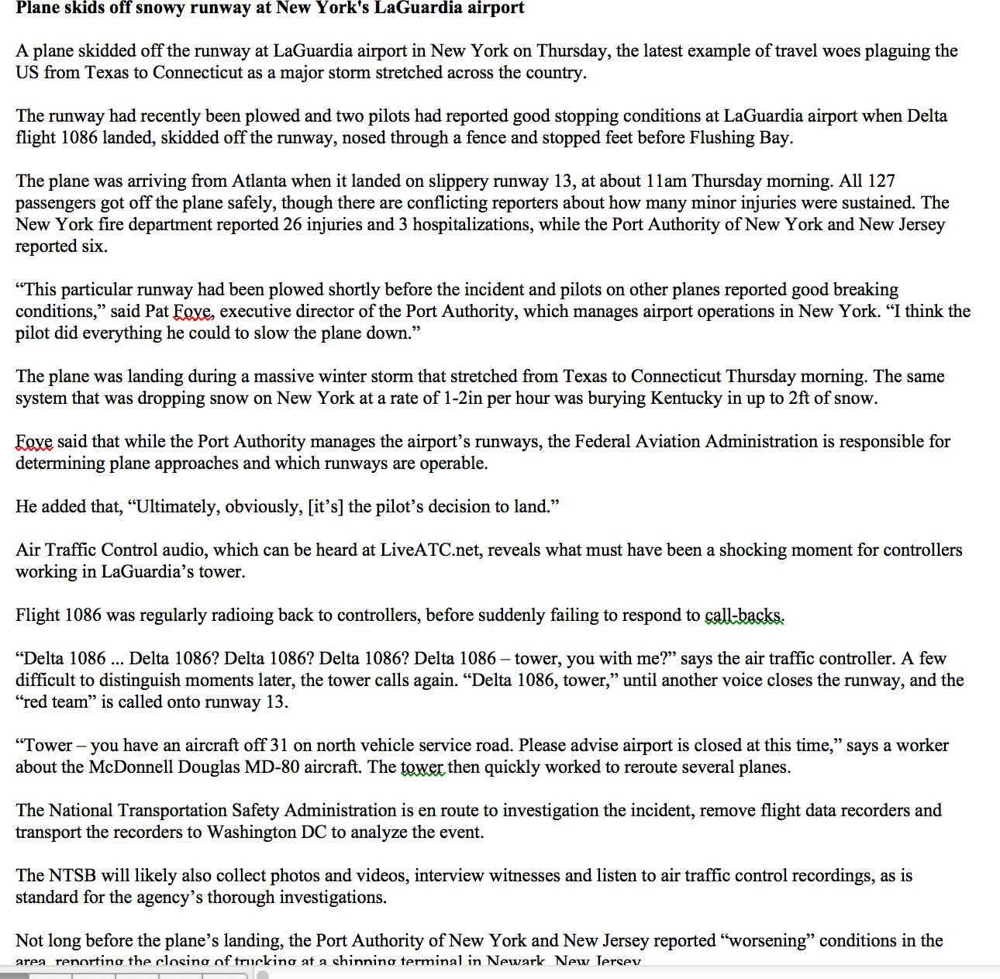 Plane skids off snowy runway at New York's LaGuardia airport
A plane skidded off the runway at LaGuardia airport in New York on Thursday, the latest example of travel woes plaguing the
US from Texas to Connecticut as a major storm stretched across the country.
The runway had recently been plowed and two pilots had reported good stopping conditions at LaGuardia airport when Delta
flight 1086 landed, skidded off the runway, nosed through a fence and stopped feet before Flushing Bay.
The plane was arriving from Atlanta when it landed on slippery runway 13, at about 11am Thursday morning. All 127
passengers got off the plane safely, though there are conflicting reporters about how many minor injuries were sustained. The
New York fire department reported 26 injuries and 3 hospitalizations, while the Port Authority of New York and New Jersey
reported six.
“This particular runway had been plowed shortly before the incident and pilots on other planes reported good breaking
conditions,” said Pat Foye, executive director of the Port Authority, which manages airport operations in New York. “I think the
pilot did everything he could to slow the plane down.”
The plane was landing during a massive winter storm that stretched from Texas to Connecticut Thursday morning. The same
system that was dropping snow on New York at a rate of 1-2in per hour was burying Kentucky in up to 2ft of snow.
Foye said that while the Port Authority manages the airport’s runways, the Federal Aviation Administration is responsible for
determining plane approaches and which runways are operable.
He added that, “Ultimately, obviously, [it’s] the pilot’s decision to land.”
Air Traffic Control audio, which can be heard at LiveATC.net, reveals what must have been a shocking moment for controllers
working in LaGuardia’s tower.
Flight 1086 was regularly radioing back to controllers, before suddenly failing to respond to call-backs.
“Delta 1086 ... Delta 1086? Delta 1086? Delta 1086? Delta 1086 – tower, you with me?” says the air traffic controller. A few
difficult to distinguish moments later, the tower calls again. “Delta 1086, tower,” until another voice closes the runway, and the
“red team” is called onto runway 13.
“Tower – you have an aircraft off 31 on north vehicle service road. Please advise airport is closed at this time,” says a worker
about the McDonnell Douglas MD-80 aircraft. The tower then quickly worked to reroute several planes.
The National Transportation Safety Administration is en route to investigation the incident, remove flight data recorders and
transport the recorders to Washington DC to analyze the event.
The NTSB will likely also collect photos and videos, interview witnesses and listen to air traffic control recordings, as is
standard for the agency’s thorough investigations.
Not long before the plane’s landing, the Port Authority of New York and New Jersey reported “worsening” conditions in the
area, reporting the closing of trucking at a shipping terminal in Newark, New Jersey